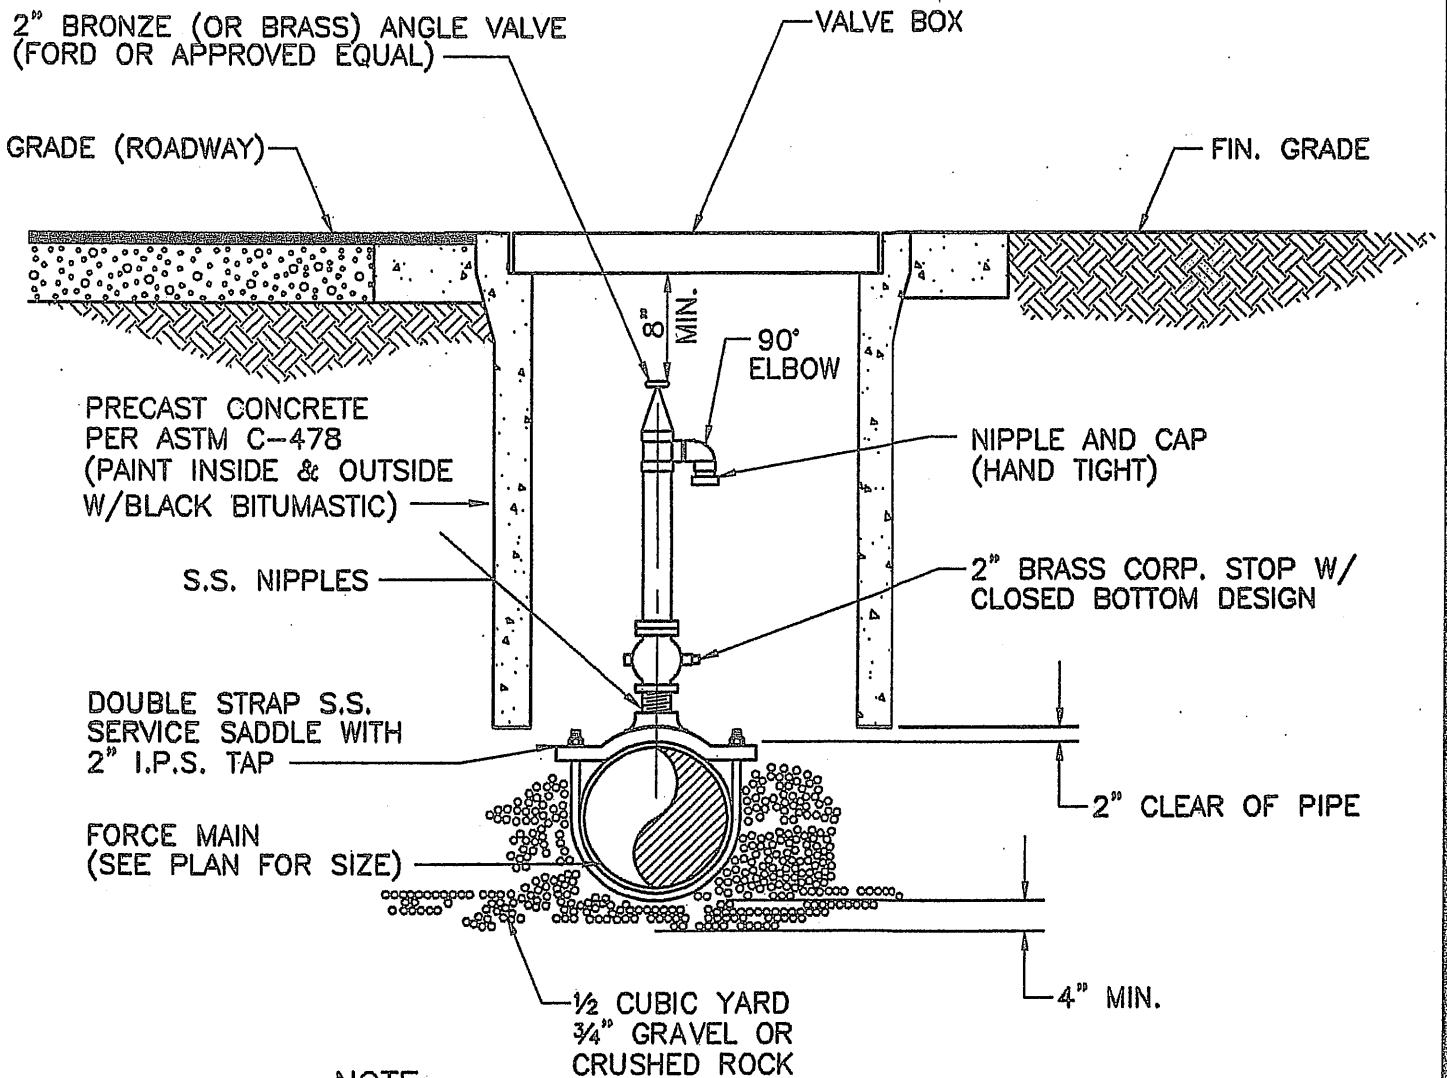 2" BRONZE (OR BRASS) ANGLE VALVE
(FORD OR APPROVED EQUAL)
VALVE BOX
GRADE (ROADWAY)
FIN. GRADE
8"
MIN.
90°
ELBOW
PRECAST CONCRETE
PER ASTM C-478
(PAINT INSIDE & OUTSIDE
W/BLACK BITUMASTIC)
NIPPLE AND CAP
(HAND TIGHT)
S.S. NIPPLES
2" BRASS CORP. STOP W/
CLOSED BOTTOM DESIGN
DOUBLE STRAP S.S.
SERVICE SADDLE WITH
2" I.P.S. TAP
2" CLEAR OF PIPE
FORCE MAIN
(SEE PLAN FOR SIZE)
4" MIN.
½ CUBIC YARD
¾" GRAVEL OR
CRUSHED ROCK
NOTE